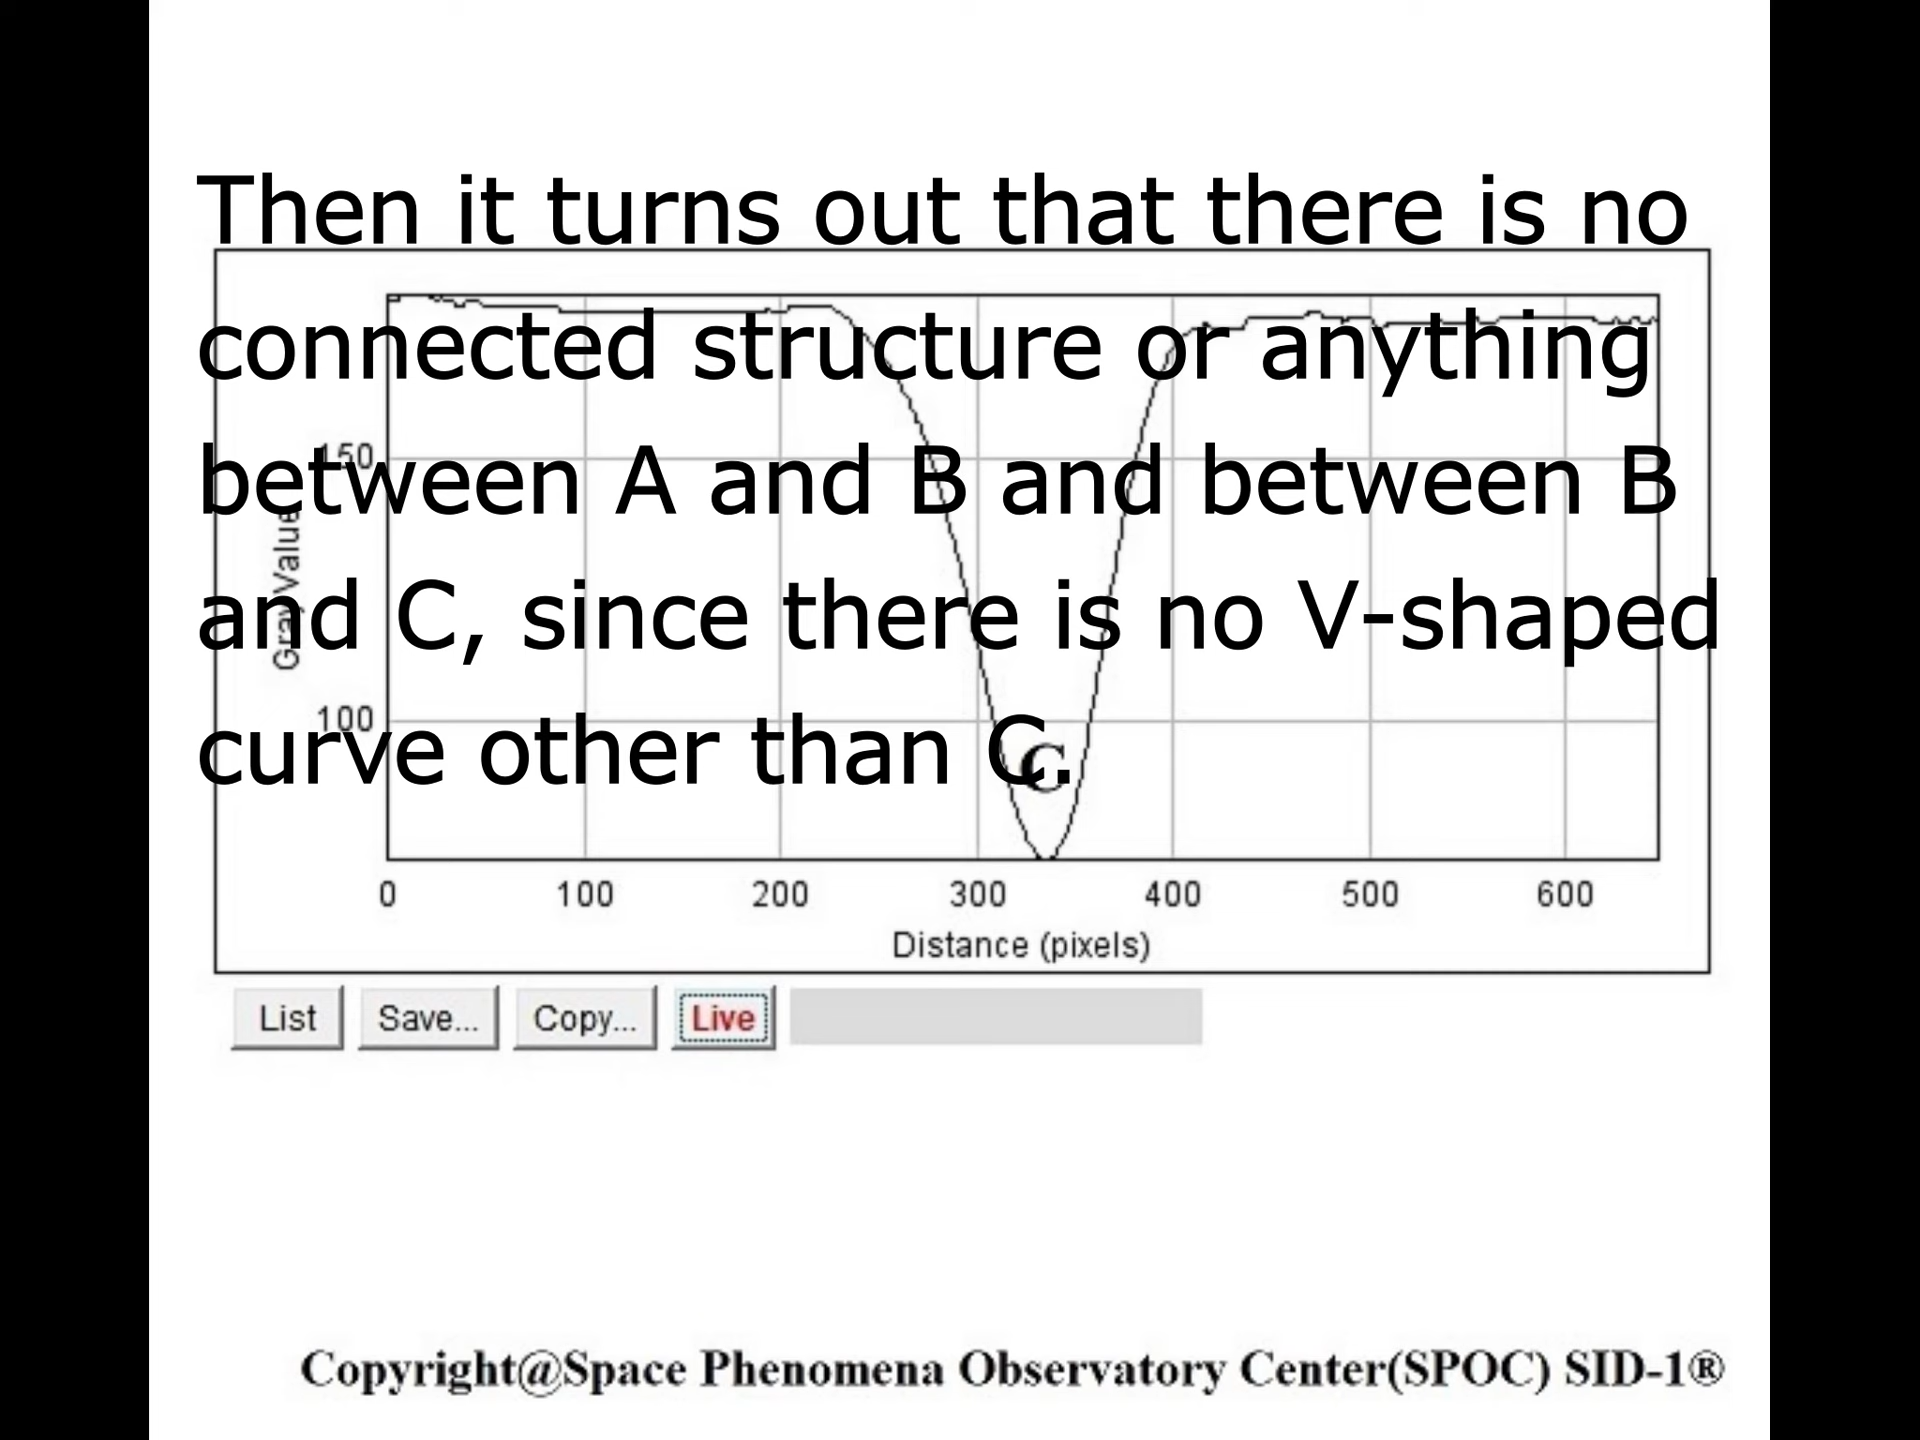 Then it turns out that there is no
connected structure or anything
between A and B and between B
and C, since there is no V-shaped
curve other than C.
150
100
Gray Value
C
0 100 200 300 400 500 600
Distance (pixels)
List Save... Copy... Live
Copyright@Space Phenomena Observatory Center(SPOC) SID-1®